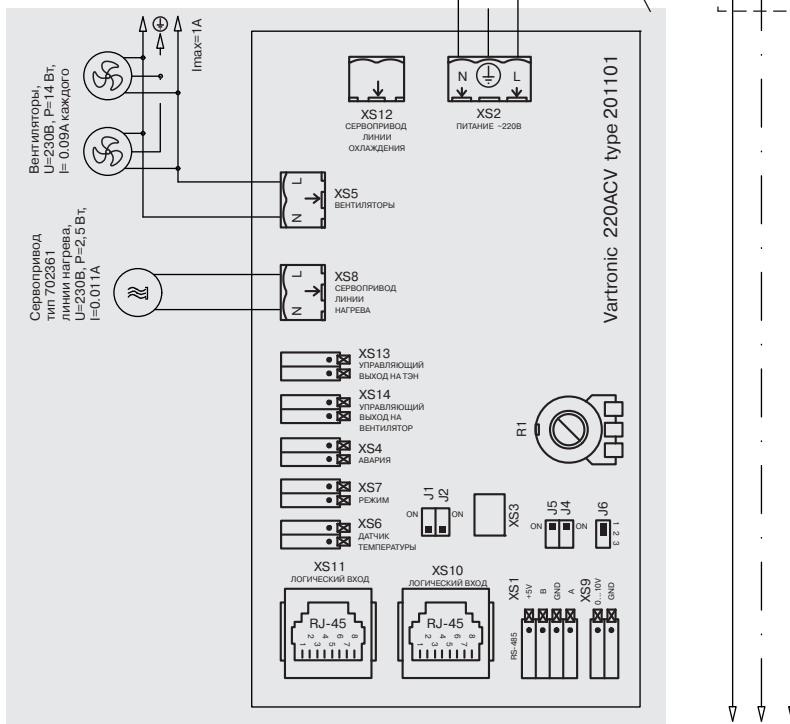 Imax=1A
Вентиляторы,
U=230В, P=14 Вт,
I= 0.09А каждого
Сервопривод
тип 702361
линии нагрева,
U=230В, P=2,5 Вт,
I=0.011А
XS12
СЕРВОПРИВОД
ЛИНИИ
ОХЛАЖДЕНИЯ
N
L
XS2
ПИТАНИЕ ~220В
Vartronic 220ACV type 201101
L
N
XS5
ВЕНТИЛЯТОРЫ
L
N
XS8
СЕРВОПРИВОД
ЛИНИИ
НАГРЕВА
XS13
УПРАВЛЯЮЩИЙ
ВЫХОД НА ТЭН
XS14
УПРАВЛЯЮЩИЙ
ВЫХОД НА
ВЕНТИЛЯТОР
XS4
АВАРИЯ
XS7
РЕЖИМ
XS6
ДАТЧИК
ТЕМПЕРАТУРЫ
R1
J1
J2
ON
ON
XS3
J5
J4
ON
ON
J6
1
2
3
XS11
ЛОГИЧЕСКИЙ ВХОД
RJ-45
2 4 6 8
1 3 5 7
XS10
ЛОГИЧЕСКИЙ ВХОД
RJ-45
2 4 6 8
1 3 5 7
XS1
+5V
B
GND
A
RS-485
XS9
0...10V
GND